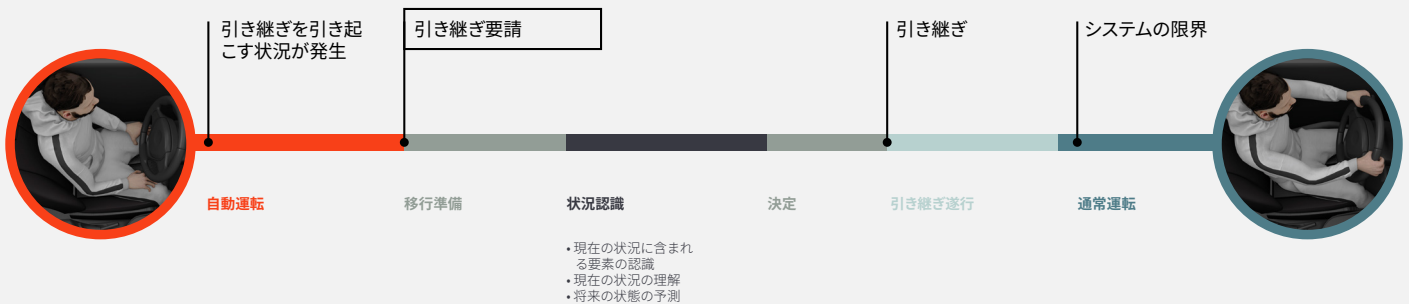 引き継ぎを引き起
こす状況が発生
引き継ぎ要請
引き継ぎ
システムの限界
自動運転
移行準備
状況認識
決定
引き継ぎ遂行
通常運転
• 現在の状況に含まれ
る要素の認識
• 現在の状況の理解
• 将来の状態の予測